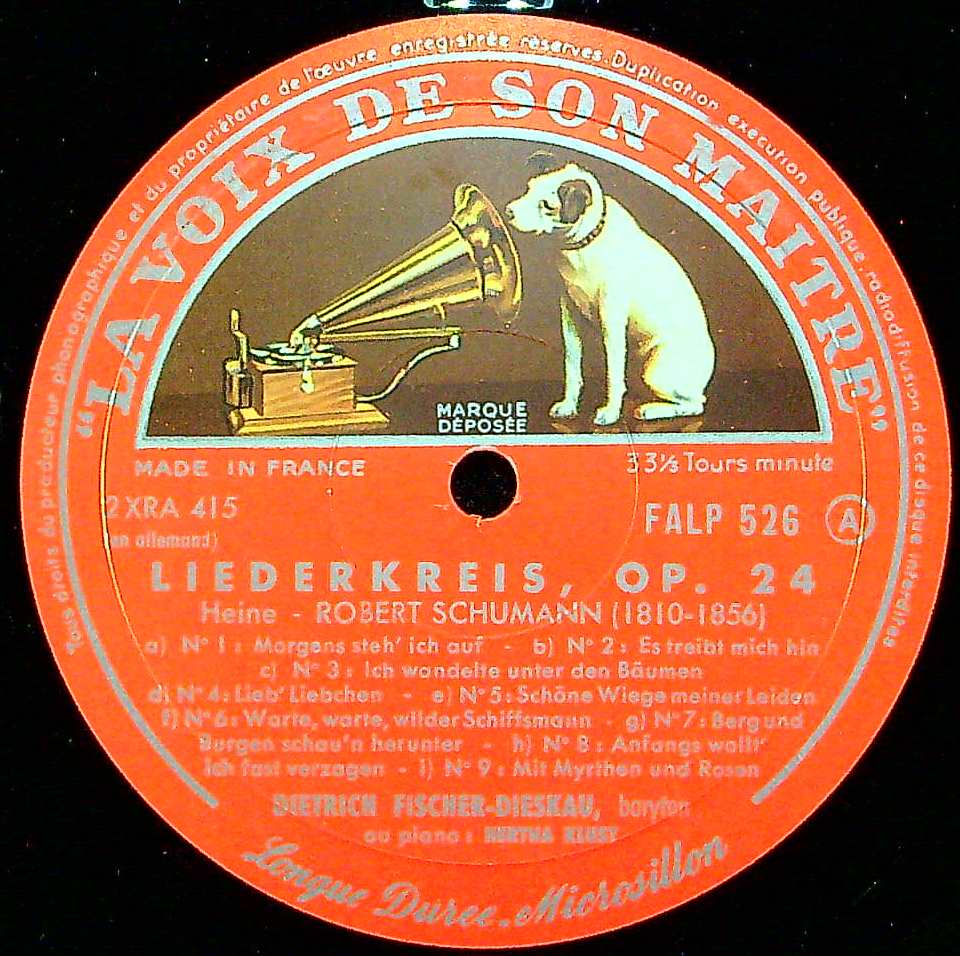 Tous droits du producteur phonographique et du propriétaire de l'œuvre enregistrée réservés. Duplication exécution publique, radiodiffusion de ce disque interdites
"LA VOIX DE SON MAITRE"
MARQUE
DÉPOSÉE
MADE IN FRANCE 33⅓ Tours minute
2 XRA 415 FALP 526 A
(en allemand)
LIEDERKREIS, OP. 24
Heine - ROBERT SCHUMANN (1810-1856)
a) N° 1 : Morgens steh' ich auf - b) N° 2 : Es treibt mich hin
c) N° 3 : Ich wandelte unter den Bäumen
d) N° 4 : Lieb' Liebchen - e) N° 5 : Schöne Wiege meiner Leiden
f) N° 6 : Warte, warte, wilder Schiffsmann - g) N° 7 : Berg und
Burgen schau'n herunter - h) N° 8 : Anfangs wollt'
ich fast verzagen - i) N° 9 : Mit Myrthen und Rosen
DIETRICH FISCHER-DIESKAU, baryton
au piano : HERTHA KLUST
Longue Durée - Microsillon